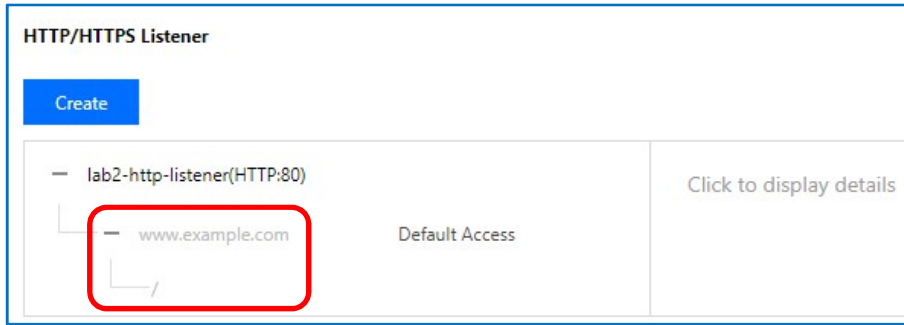 HTTP/HTTPS Listener
Create
lab2-http-listener(HTTP:80)
Click to display details
www.example.com Default Access
/